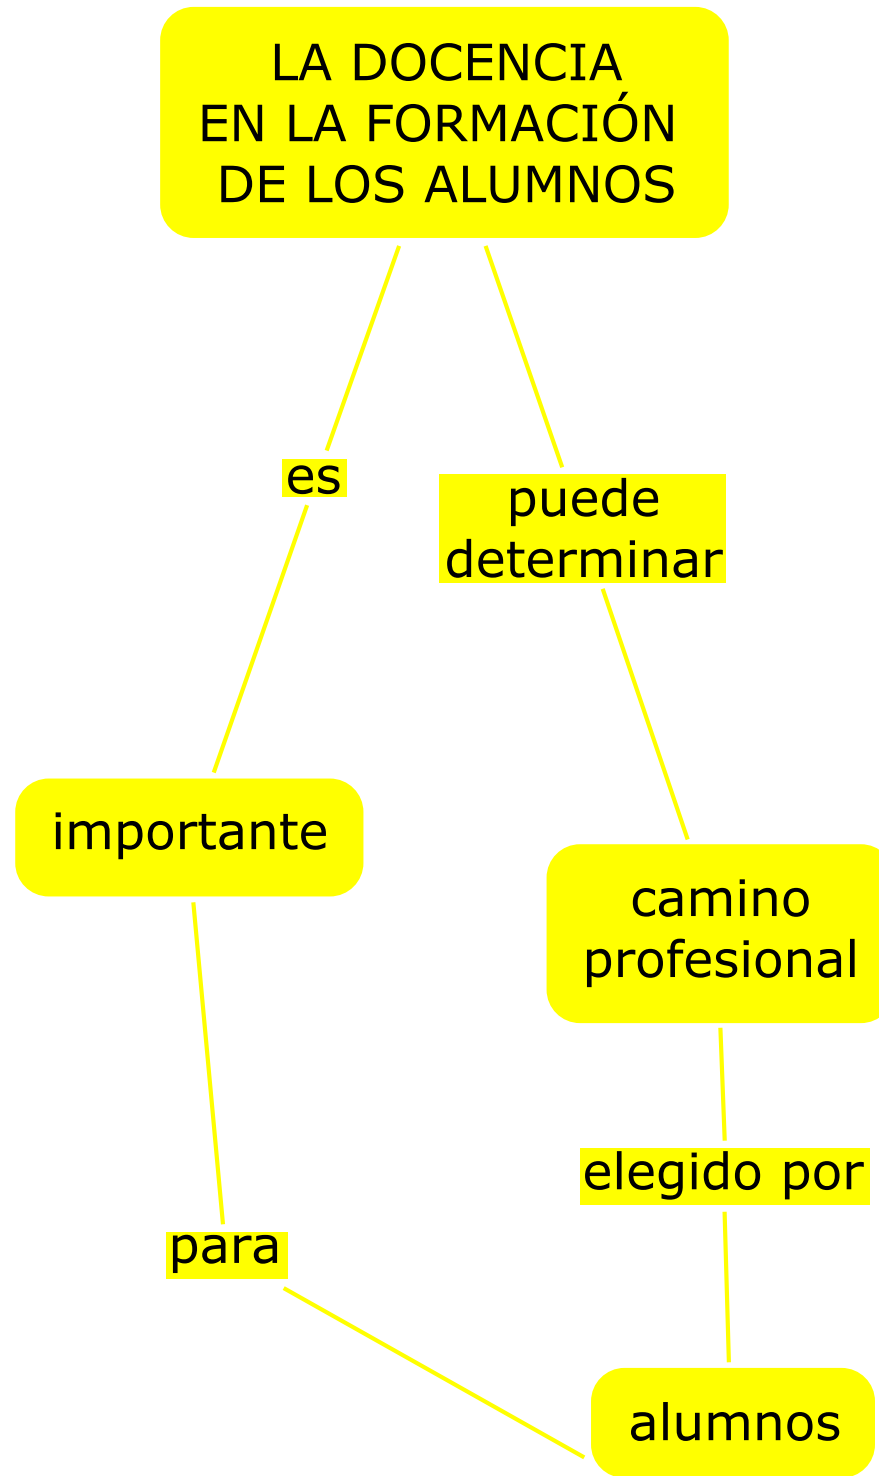 LA DOCENCIA
EN LA FORMACIÓN
DE LOS ALUMNOS
es
puede
determinar
importante
camino
profesional
elegido por
para
alumnos